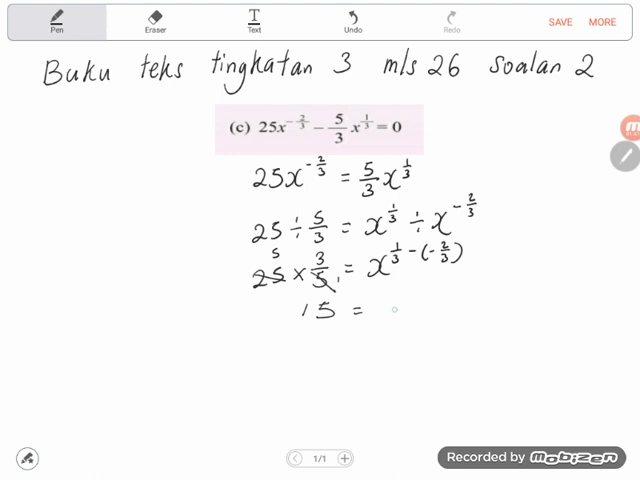 Pen Eraser Text Undo Redo SAVE MORE
Buku teks tingkatan 3 m/s 26 soalan 2
(c) 25x^{-2/3} − 5/3 x^{1/3} = 0
25x^{-2/3} = 5/3 x^{1/3}
25 ÷ 5/3 = x^{1/3} ÷ x^{-2/3}
5 1
25 × 3/5 = x^{1/3 - (-2/3)}
15 =
1/1
Recorded by MOBIZEN